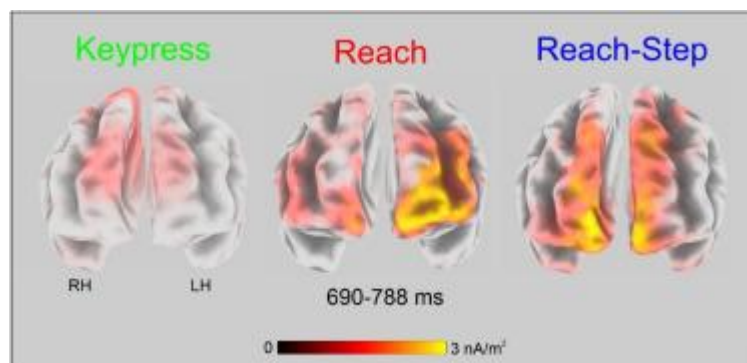 Keypress Reach Reach-Step
RH LH
690-788 ms
0 3 nA/m²